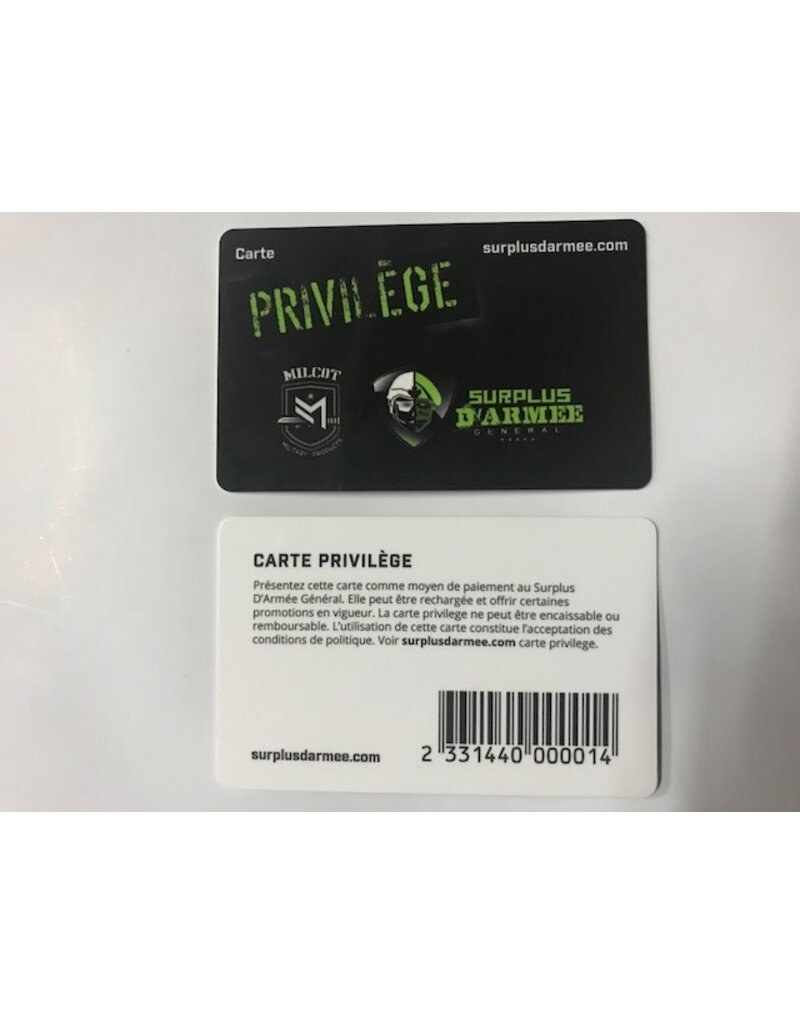 Carte
surplusdarmee.com
PRIVILÈGE
MILCOT
MILITARY PRODUCTS
SURPLUS
D'ARMEE
GENERAL
CARTE PRIVILÈGE
Présentez cette carte comme moyen de paiement au Surplus
D'Armée Général. Elle peut être rechargée et offrir certaines
promotions en vigueur. La carte privilege ne peut être encaissable ou
remboursable. L'utilisation de cette carte constitue l'acceptation des
conditions de politique. Voir surplusdarmee.com carte privilege.
surplusdarmee.com
2 331440 000014